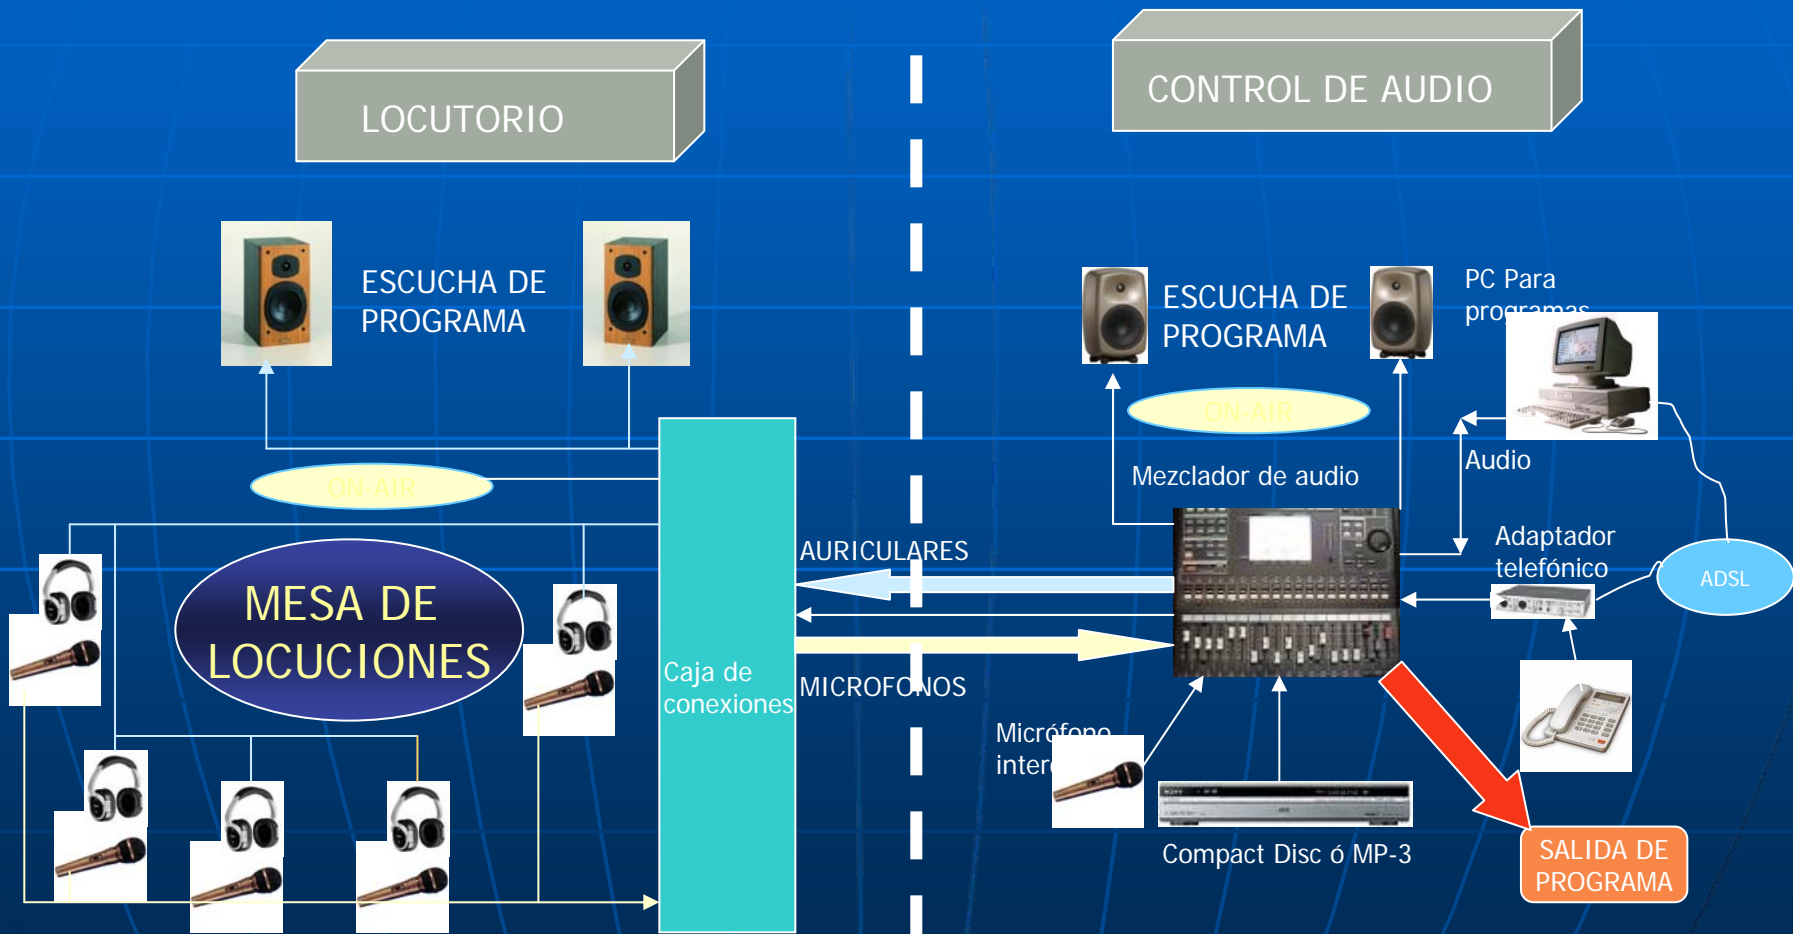 LOCUTORIO
CONTROL DE AUDIO
ESCUCHA DE
PROGRAMA
ESCUCHA DE
PROGRAMA
PC Para
programas
ON-AIR
ON-AIR
Mezclador de audio
Audio
Adaptador
telefónico
ADSL
AURICULARES
MESA DE
LOCUCIONES
Caja de
conexiones
MICROFONOS
Micrófono
SONY
Compact Disc ó MP-3
SALIDA DE
PROGRAMA